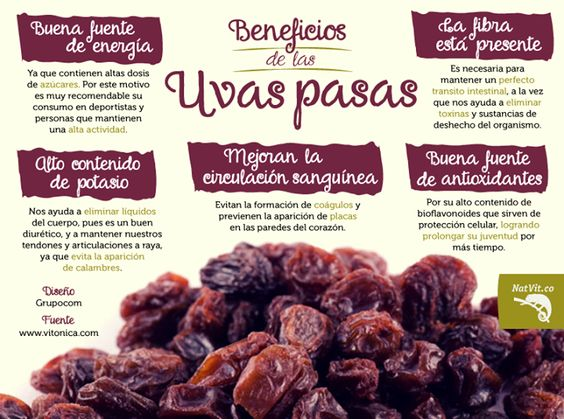 Beneficios
de las
Uvas pasas
Buena fuente
de energía
Ya que contienen altas dosis
de azúcares. Por este motivo
es muy recomendable su
consumo en deportistas y
personas que mantienen
una alta actividad.
La fibra
está presente
Es necesaria para
mantener un perfecto
transito intestinal, a la vez
que nos ayuda a eliminar
toxinas y sustancias de
deshecho del organismo.
Alto contenido
de potasio
Nos ayuda a eliminar líquidos
del cuerpo, pues es un buen
diurético, y a mantener nuestros
tendones y articulaciones a raya,
ya que evita la aparición
de calambres.
Mejoran la
circulación sanguínea
Evitan la formación de coágulos y
previenen la aparición de placas
en las paredes del corazón.
Buena fuente
de antioxidantes
Por su alto contenido de
bioflavonoides que sirven de
protección celular, logrando
prolongar su juventud por
más tiempo.
Diseño
Grupocom
Fuente
www.vitonica.com
NatVit.co